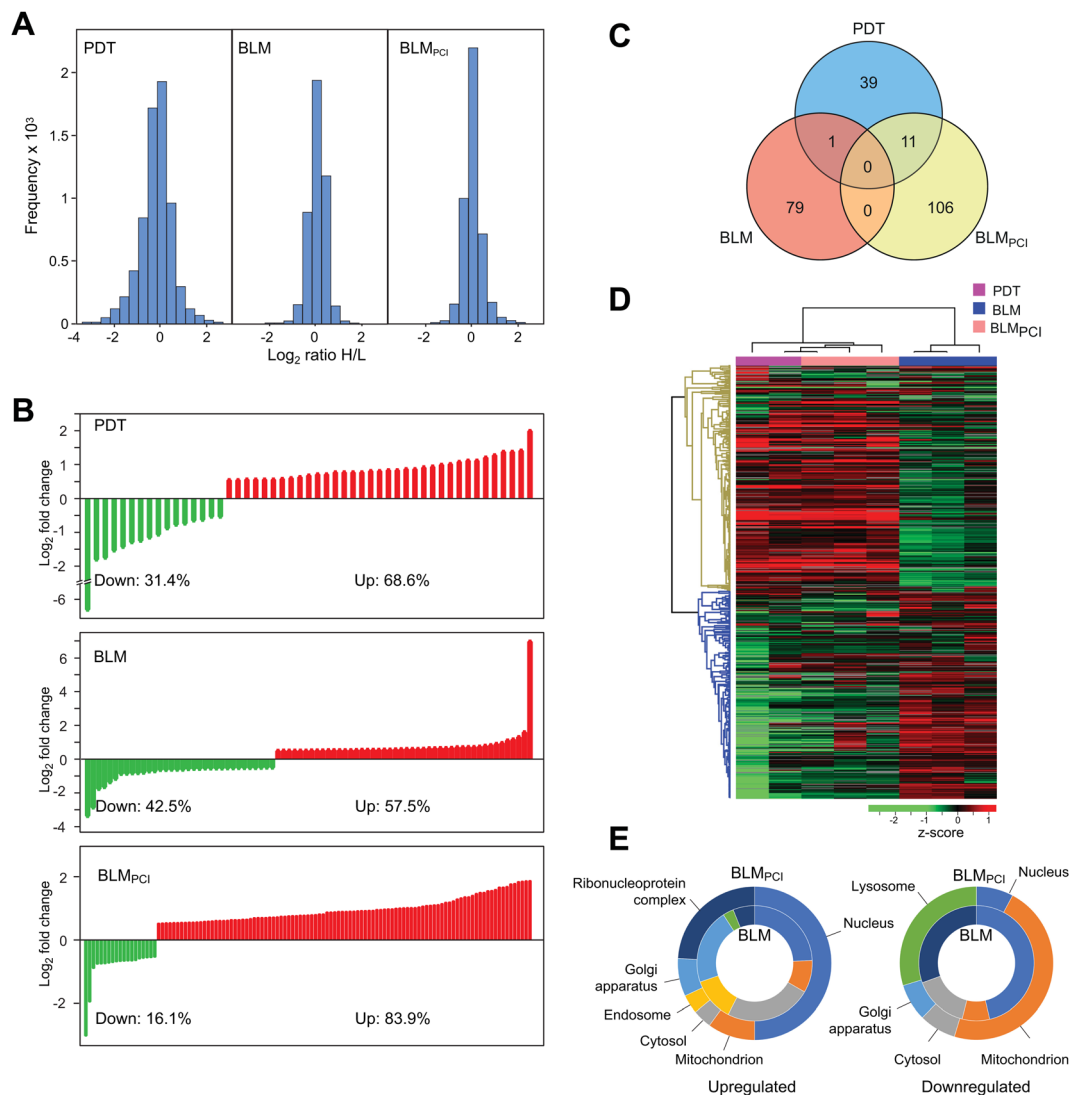 A
PDT
BLM
BLMPCI
2
1.5
1
0.5
0
Frequency x 10³
-4 -2 0 2 -4 -2 0 2 -4 -2 0 2
Log2 ratio H/L
B
PDT
2
1
0
-1
-2
-6
Log2 fold change
Down: 31.4%
Up: 68.6%
BLM
6
4
2
0
-2
-4
Log2 fold change
Down: 42.5%
Up: 57.5%
BLMPCI
2
0
-2
Log2 fold change
Down: 16.1%
Up: 83.9%
C
PDT
39
1
11
0
79
0
106
BLM
BLMPCI
D
PDT
BLM
BLMPCI
-2 -1 0 1
z-score
E
BLMPCI
Ribonucleoprotein
complex
Nucleus
BLM
Golgi
apparatus
Endosome
Cytosol
Mitochondrion
Upregulated
BLMPCI
Nucleus
Lysosome
BLM
Golgi
apparatus
Cytosol
Mitochondrion
Downregulated